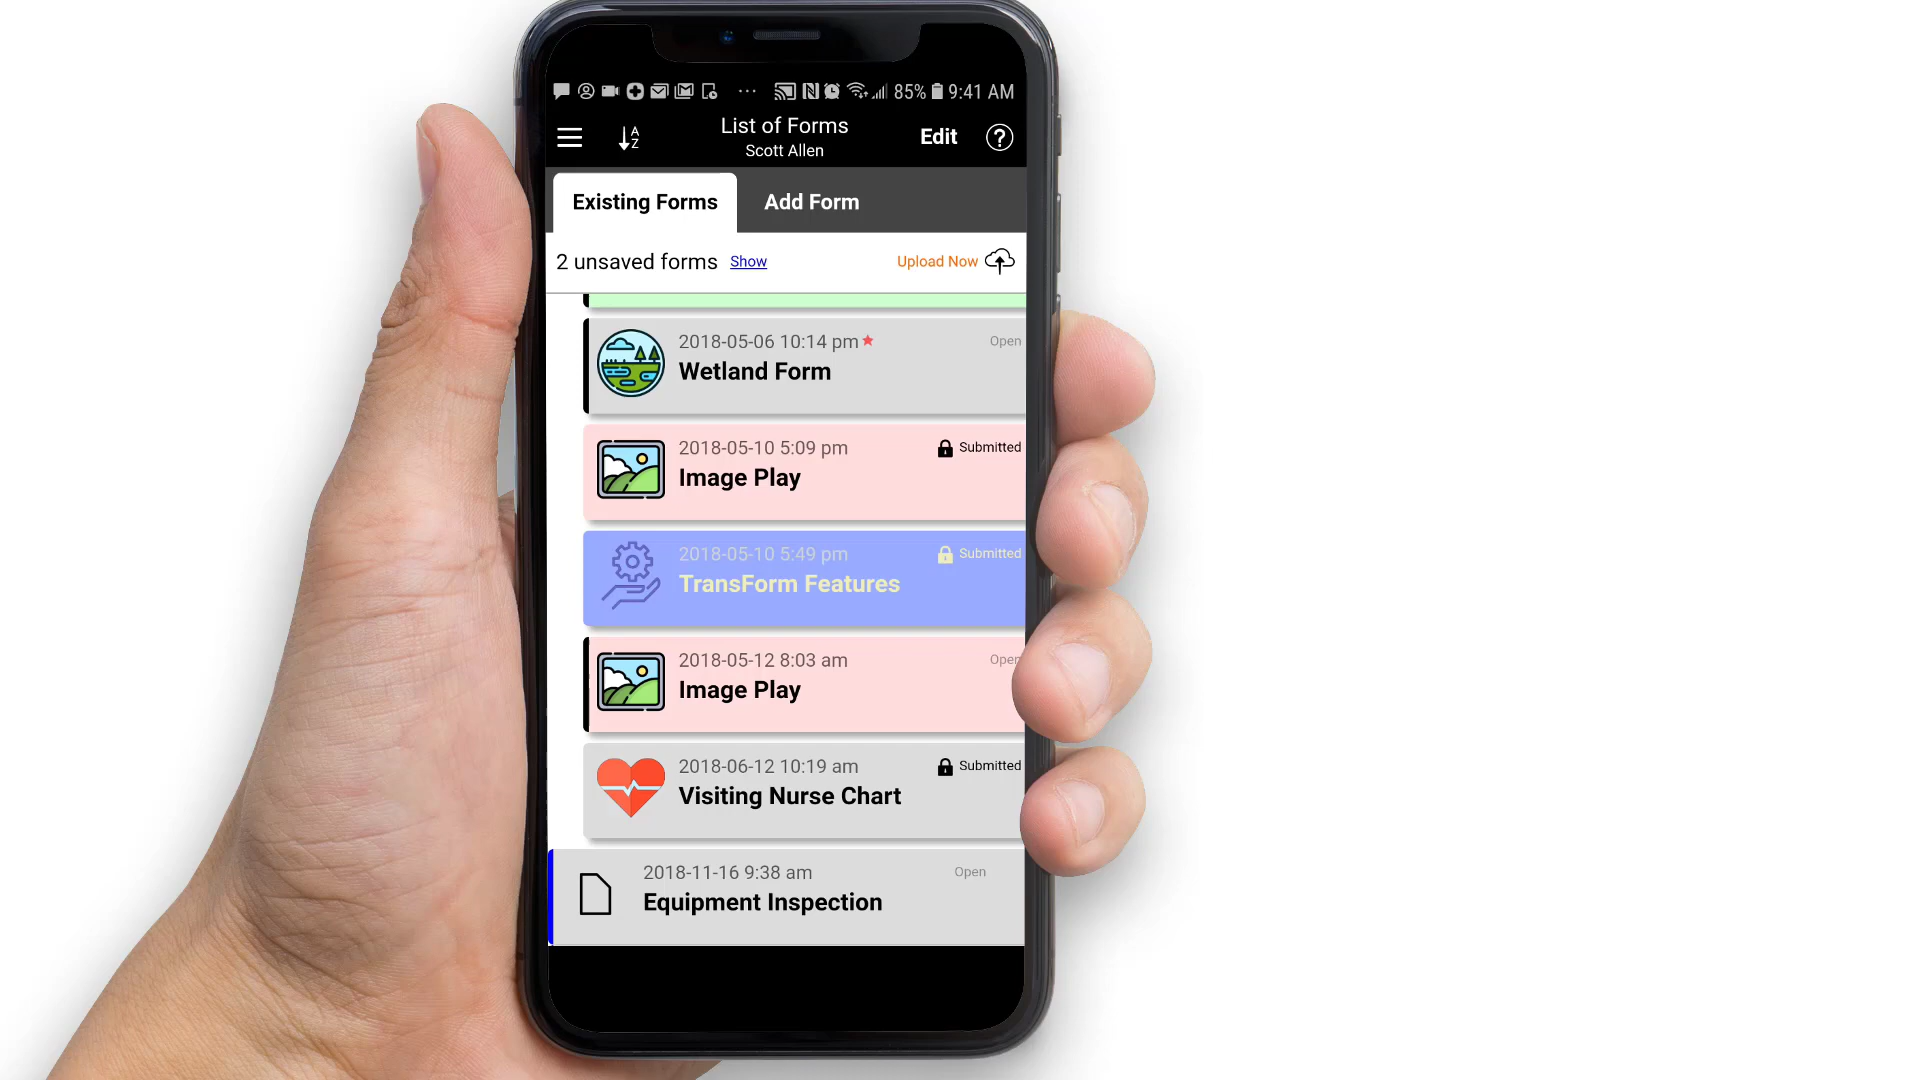 85% 9:41 AM
A
Z
List of Forms
Scott Allen
Edit
?
Existing Forms
Add Form
2 unsaved forms Show
Upload Now
2018-05-06 10:14 pm
Open
Wetland Form
2018-05-10 5:09 pm
Submitted
Image Play
2018-05-10 5:49 pm
Submitted
TransForm Features
2018-05-12 8:03 am
Open
Image Play
2018-06-12 10:19 am
Submitted
Visiting Nurse Chart
2018-11-16 9:38 am
Open
Equipment Inspection